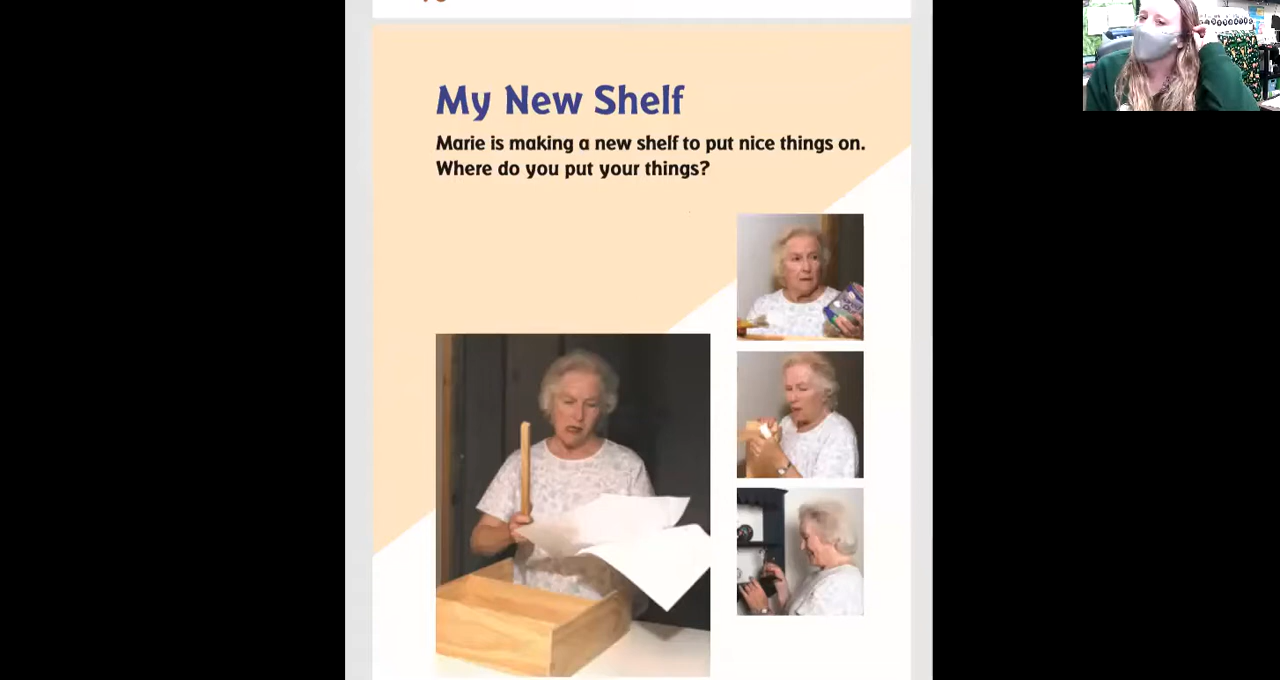 My New Shelf
Marie is making a new shelf to put nice things on.
Where do you put your things?